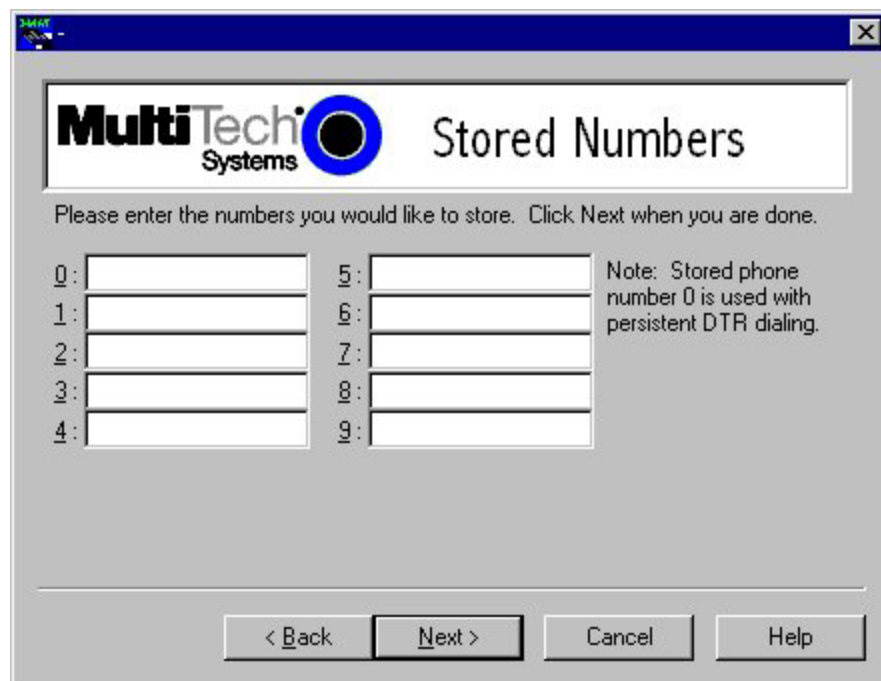 MultiTech
Systems
Stored Numbers
Please enter the numbers you would like to store. Click Next when you are done.
0:
1:
2:
3:
4:
5:
6:
7:
8:
9:
Note: Stored phone
number 0 is used with
persistent DTR dialing.
< Back
Next >
Cancel
Help